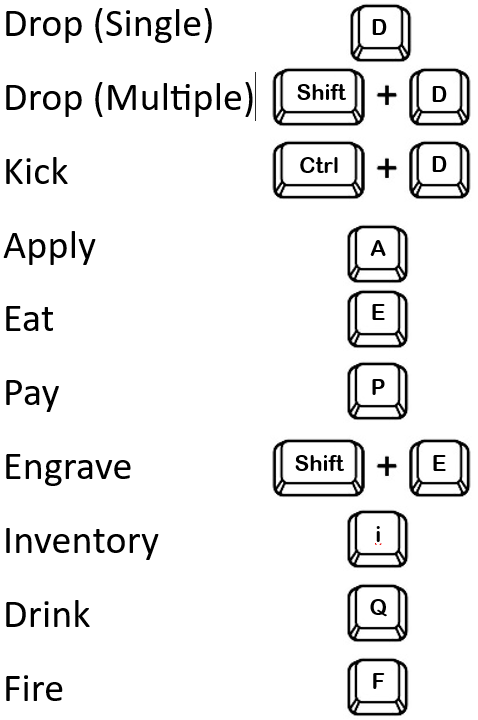 Drop (Single) D
Drop (Multiple) Shift + D
Kick Ctrl + D
Apply A
Eat E
Pay P
Engrave Shift + E
Inventory i
Drink Q
Fire F